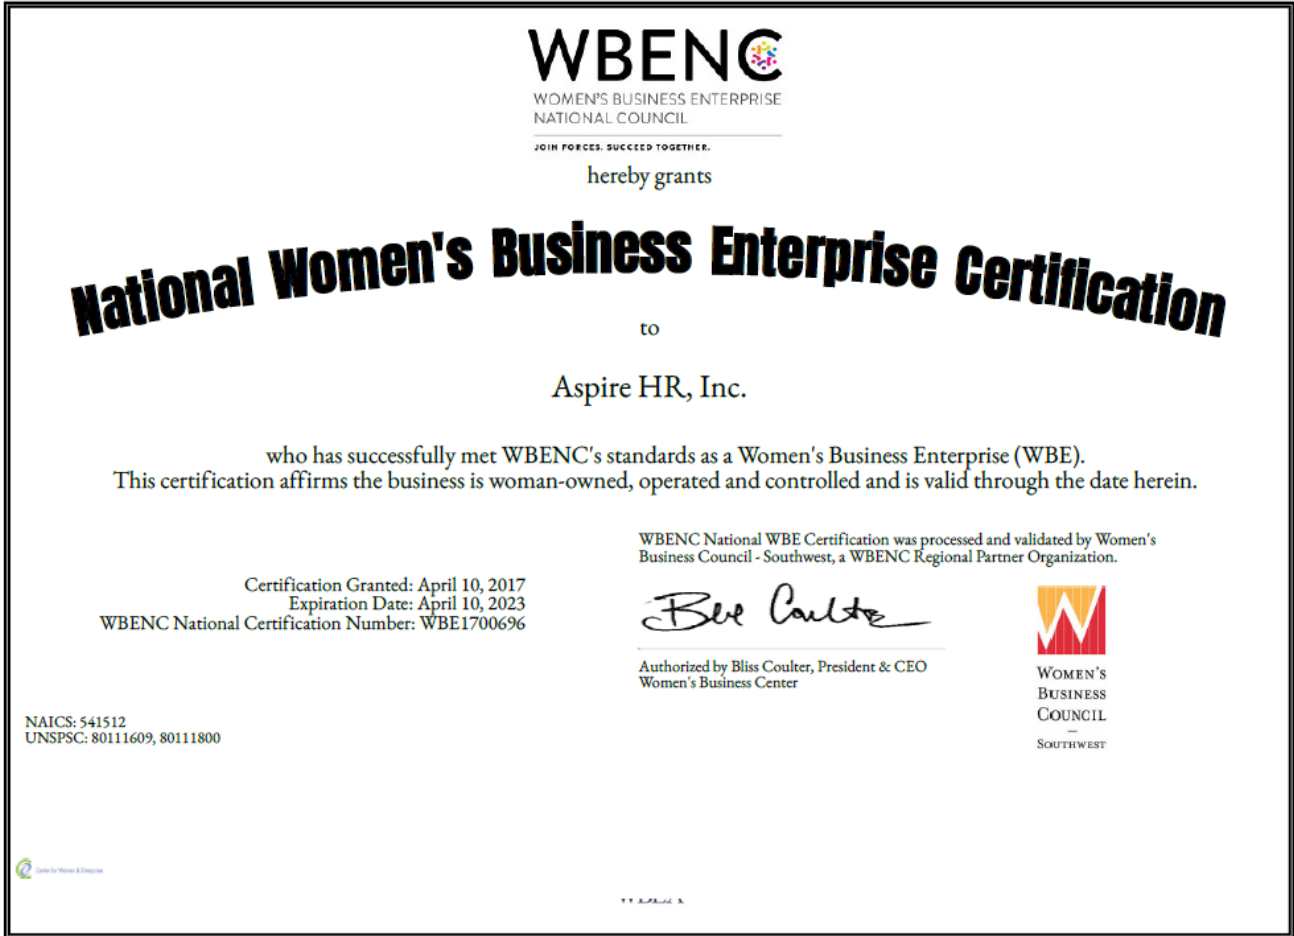 WBENC
WOMEN'S BUSINESS ENTERPRISE
NATIONAL COUNCIL
JOIN FORCES. SUCCEED TOGETHER.
hereby grants
National Women's Business Enterprise Certification
to
Aspire HR, Inc.
who has successfully met WBENC's standards as a Women's Business Enterprise (WBE).
This certification affirms the business is woman-owned, operated and controlled and is valid through the date herein.
WBENC National WBE Certification was processed and validated by Women's
Business Council - Southwest, a WBENC Regional Partner Organization.
Certification Granted: April 10, 2017
Expiration Date: April 10, 2023
WBENC National Certification Number: WBE1700696
Authorized by Bliss Coulter, President & CEO
Women's Business Center
WOMEN'S
BUSINESS
COUNCIL
–
SOUTHWEST
NAICS: 541512
UNSPSC: 80111609, 80111800
Center for Women & Enterprise